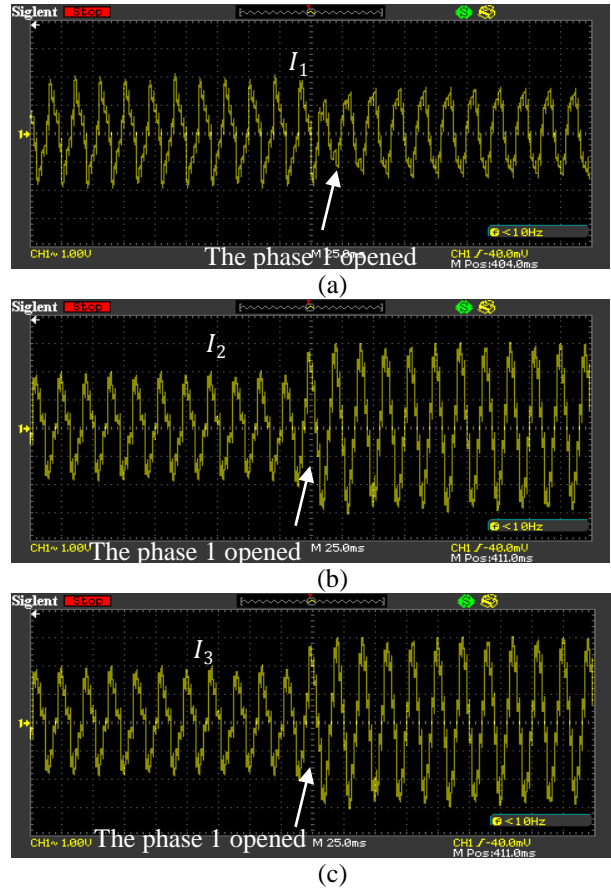 Siglent Stop
I1
1
f <10Hz
The phase 1 opened
CH1~ 1.00V M 25.0ms CH1 -40.0mV
M Pos:404.0ms
(a)
Siglent Stop
I2
1
f <10Hz
The phase 1 opened
CH1~ 1.00V M 25.0ms CH1 -40.0mV
M Pos:411.0ms
(b)
Siglent Stop
I3
1
f <10Hz
The phase 1 opened
CH1~ 1.00V M 25.0ms CH1 -40.0mV
M Pos:411.0ms
(c)